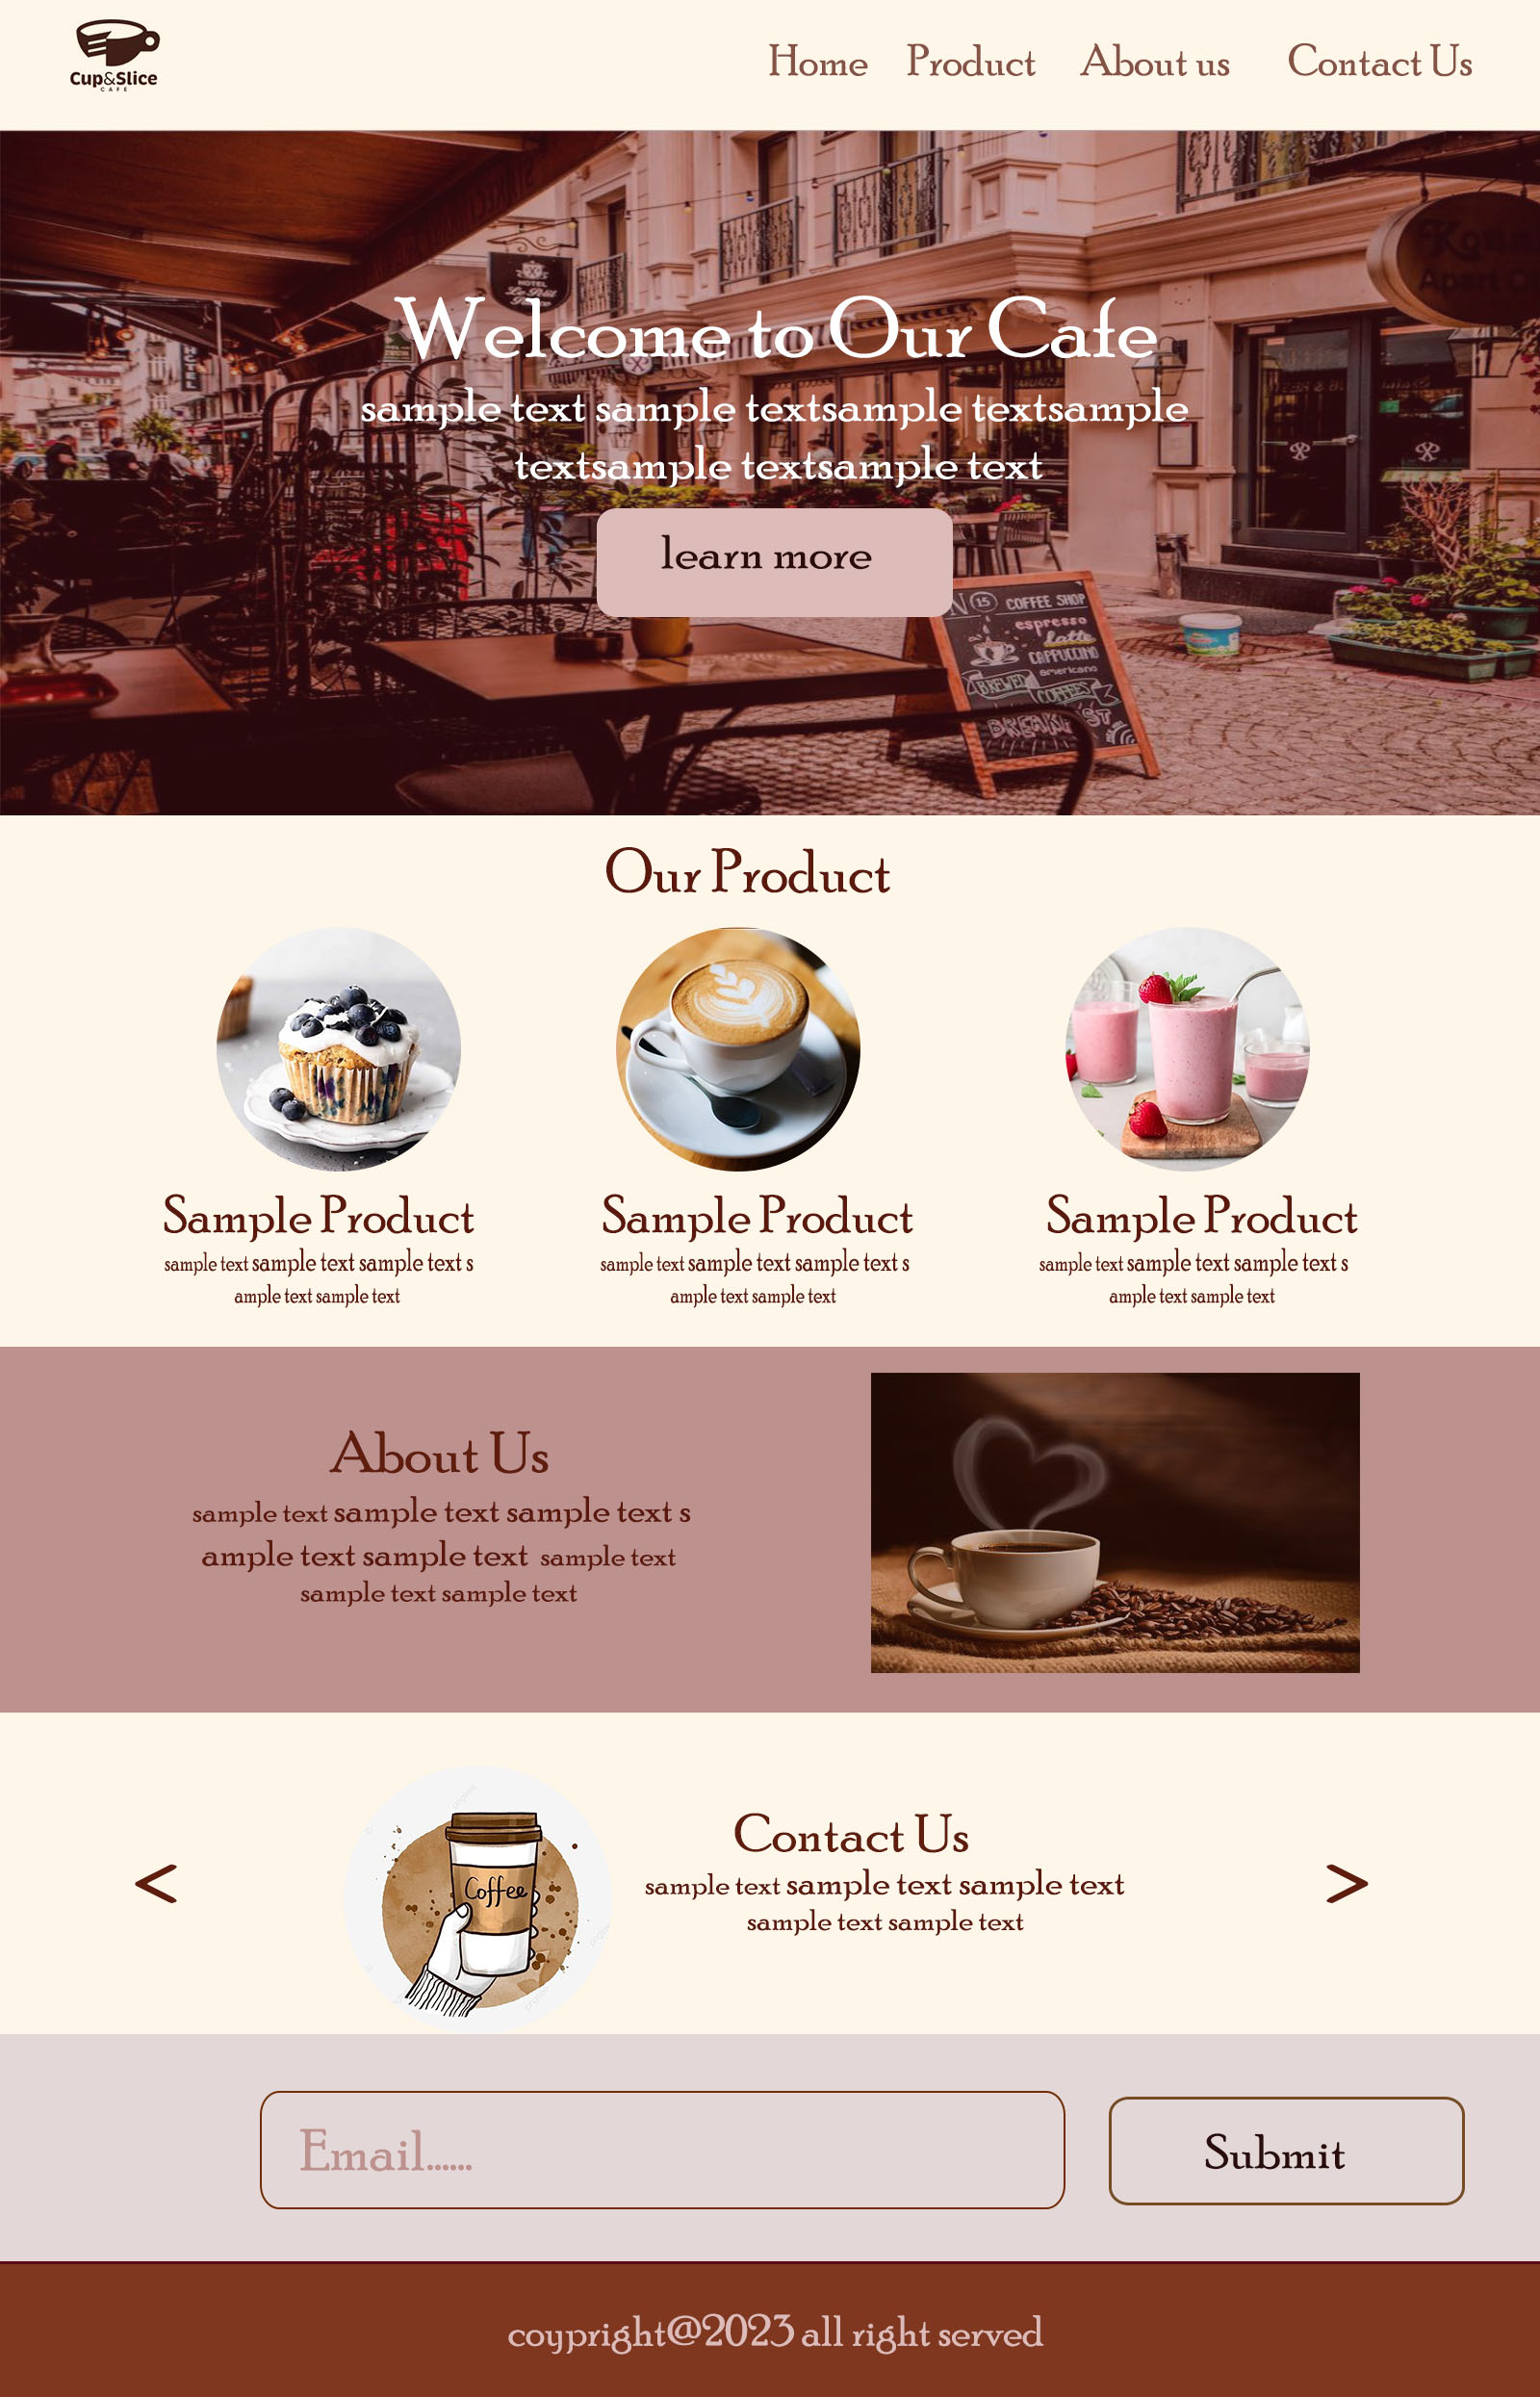 Cup&Slice
CAFE
Home Product About us Contact Us
HOTEL
Welcome to Our Cafe
sample text sample textsample textsample
textsample textsample text
learn more
15 COFFEE SHOP
espresso
latte
CAPPUCCINO
americano
BREWED COFFEES
Our Product
Sample Product
sample text sample text sample text s
ample text sample text
Sample Product
sample text sample text sample text s
ample text sample text
Sample Product
sample text sample text sample text s
ample text sample text
About Us
sample text sample text sample text s
ample text sample text sample text
sample text sample text
Coffee
Contact Us
sample text sample text sample text
sample text sample text
<
>
Email......
Submit
coypright@2023 all right served